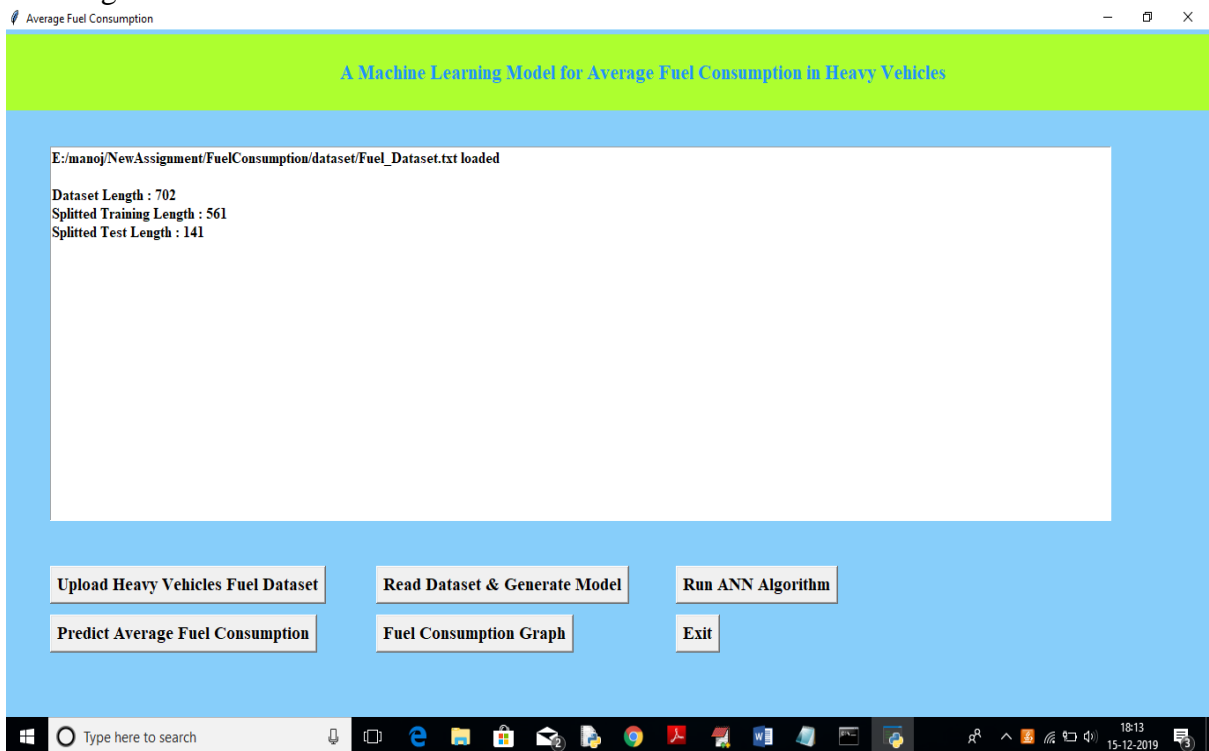 Average Fuel Consumption
A Machine Learning Model for Average Fuel Consumption in Heavy Vehicles
E:/manoj/NewAssignment/FuelConsumption/dataset/Fuel_Dataset.txt loaded
Dataset Length : 702
Splitted Training Length : 561
Splitted Test Length : 141
Upload Heavy Vehicles Fuel Dataset
Read Dataset & Generate Model
Run ANN Algorithm
Predict Average Fuel Consumption
Fuel Consumption Graph
Exit
Type here to search
18:13
15-12-2019